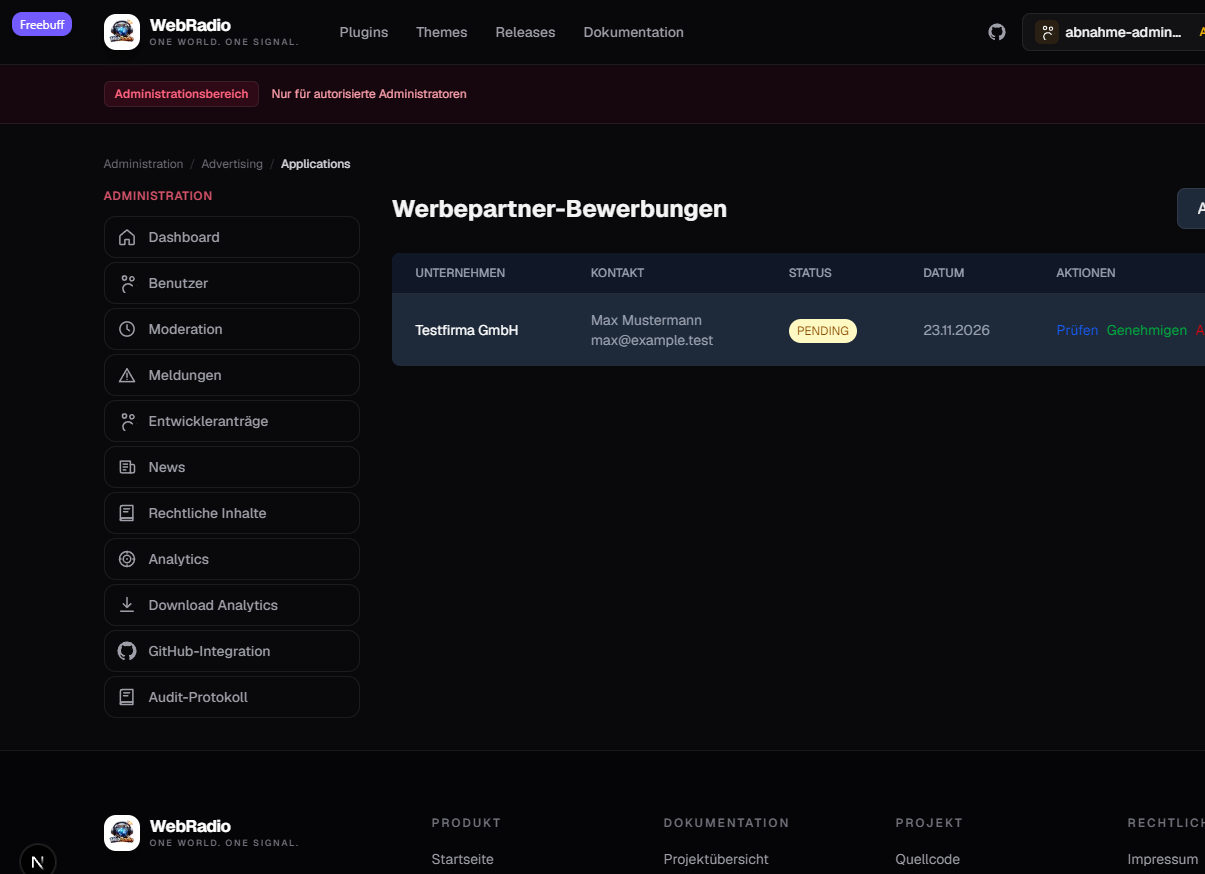 Freebuff
WebRadio
ONE WORLD. ONE SIGNAL.
Plugins Themes Releases Dokumentation
abnahme-admin...
Administrationsbereich Nur für autorisierte Administratoren
Administration / Advertising / Applications
ADMINISTRATION
Dashboard
Benutzer
Moderation
Meldungen
Entwickleranträge
News
Rechtliche Inhalte
Analytics
Download Analytics
GitHub-Integration
Audit-Protokoll
Werbepartner-Bewerbungen
A
UNTERNEHMEN KONTAKT STATUS DATUM AKTIONEN
Testfirma GmbH Max Mustermann
max@example.test PENDING 23.11.2026 Prüfen Genehmigen A
WebRadio
ONE WORLD. ONE SIGNAL.
PRODUKT
Startseite
DOKUMENTATION
Projektübersicht
PROJEKT
Quellcode
RECHTLICH
Impressum
N